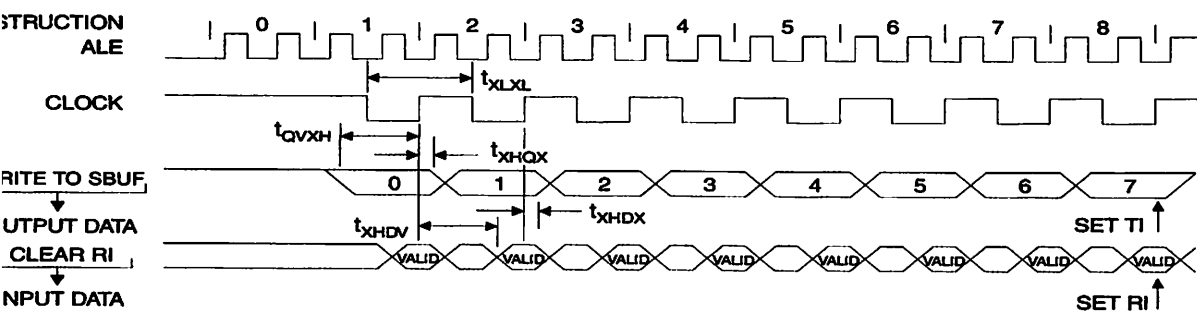 STRUCTION 0 1 2 3 4 5 6 7 8
ALE
tXLXL
CLOCK
tQVXH
tXHQX
RITE TO SBUF 0 1 2 3 4 5 6 7
UTPUT DATA
tXHDV
tXHDX
SET TI
CLEAR RI VALID VALID VALID VALID VALID VALID VALID VALID
NPUT DATA
SET RI